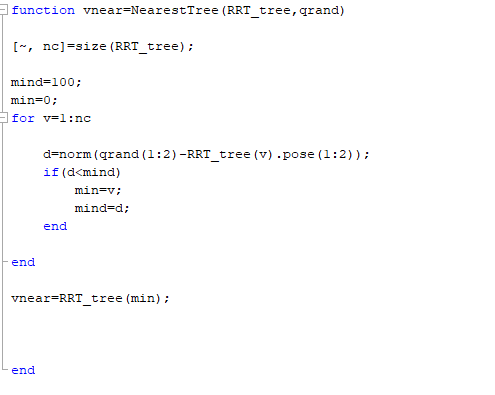 function vnear=NearestTree(RRT_tree,qrand)
[~, nc]=size(RRT_tree);
mind=100;
min=0;
for v=1:nc
d=norm(qrand(1:2)-RRT_tree(v).pose(1:2));
if(d<mind)
min=v;
mind=d;
end
end
vnear=RRT_tree(min);
end